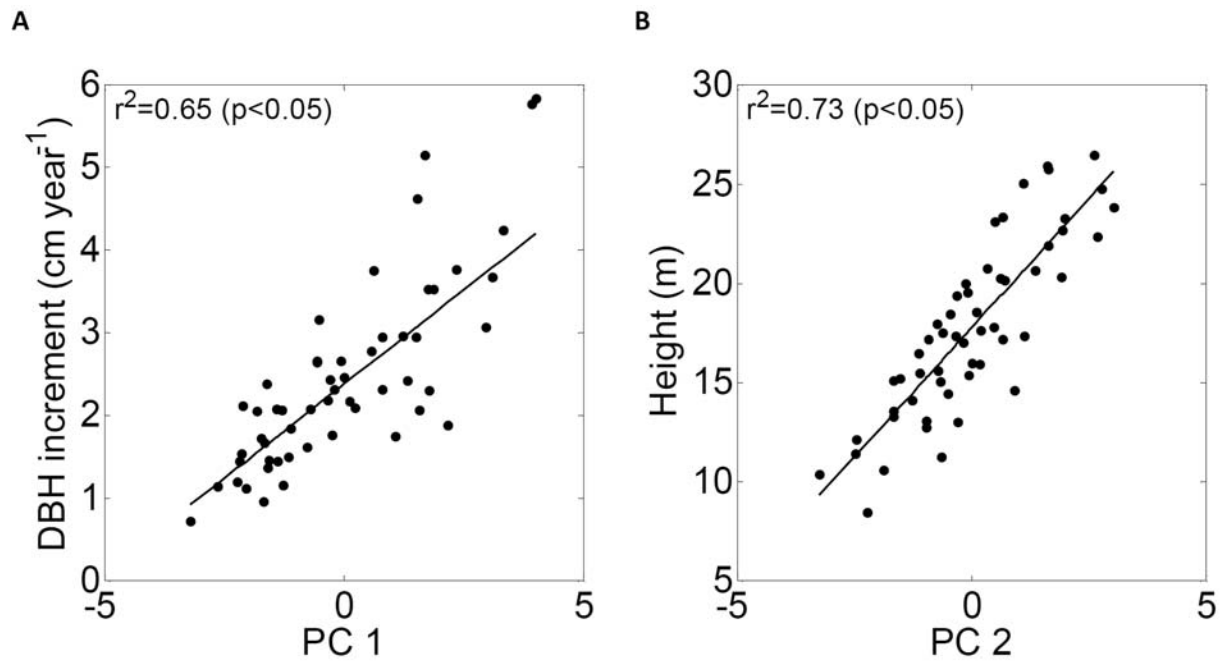 A
B
r²=0.65 (p<0.05)
r²=0.73 (p<0.05)
DBH increment (cm year⁻¹)
6
5
4
3
2
1
0
-5
0
5
PC 1
Height (m)
30
25
20
15
10
5
-5
0
5
PC 2